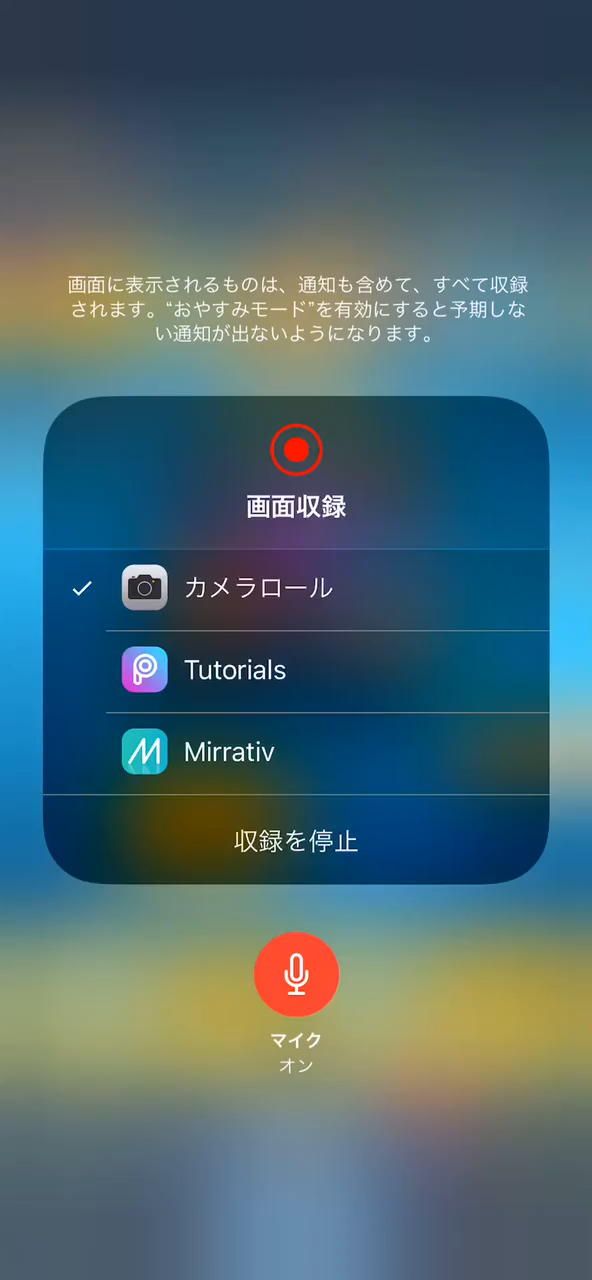 画面に表示されるものは、通知も含めて、すべて収録
されます。“おやすみモード”を有効にすると予期しな
い通知が出ないようになります。
画面収録
カメラロール
Tutorials
Mirrativ
収録を停止
マイク
オン